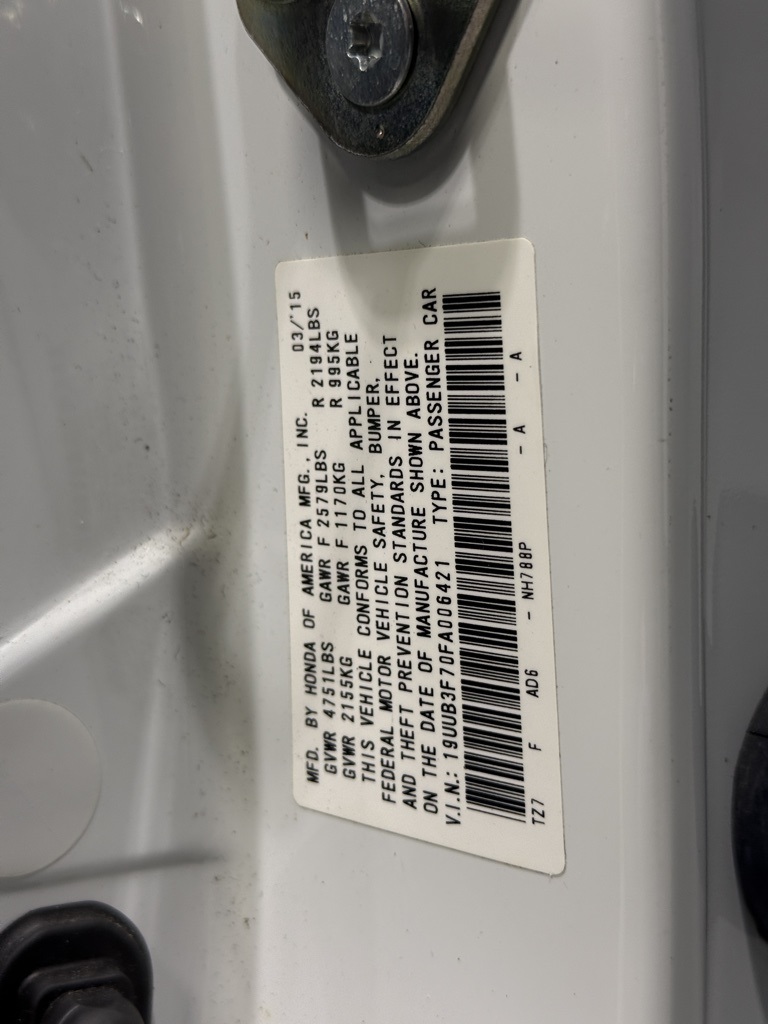 MFD. BY HONDA OF AMERICA MFG., INC. 03/'15
GVWR 4751LBS GAWR F 2579LBS R 2194LBS
GVWR 2155KG GAWR F 1170KG R 995KG
THIS VEHICLE CONFORMS TO ALL APPLICABLE
FEDERAL MOTOR VEHICLE SAFETY, BUMPER,
AND THEFT PREVENTION STANDARDS IN EFFECT
ON THE DATE OF MANUFACTURE SHOWN ABOVE.
V.I.N.: 19UUB3F70FA006421 TYPE: PASSENGER CAR
TZ7 F AD6 - NH788P - A - A